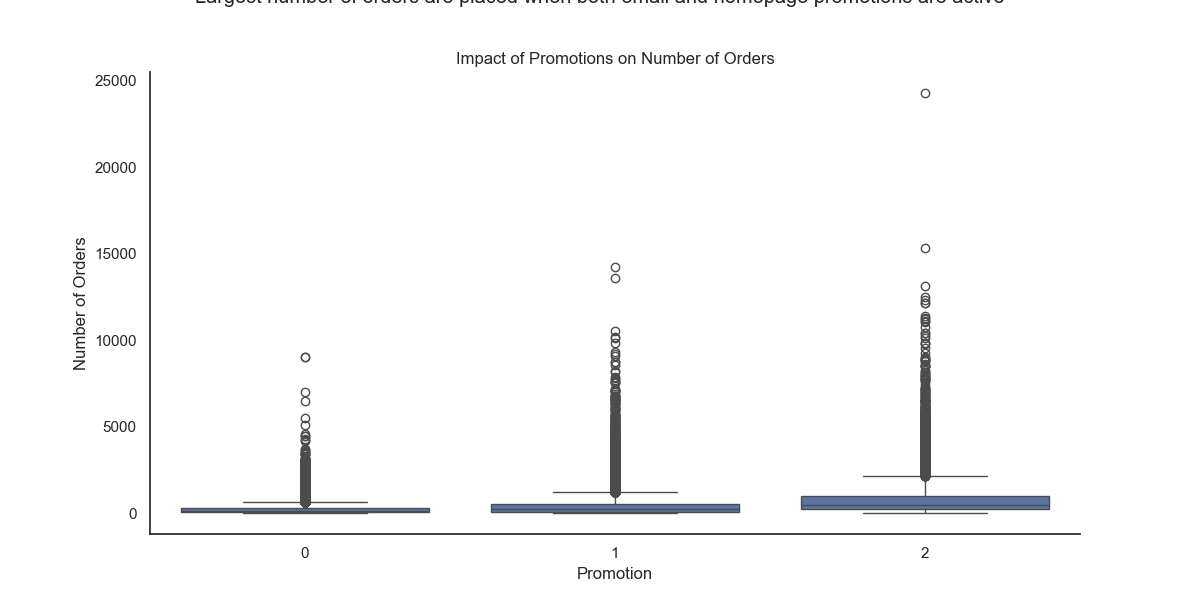 Largest number of orders are placed when both email and homepage promotions are active
Impact of Promotions on Number of Orders
25000
20000
15000
10000
5000
0
Number of Orders
0 1 2
Promotion